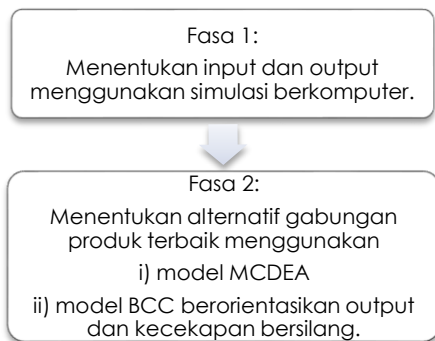 Fasa 1:
Menentukan input dan output
menggunakan simulasi berkomputer.
Fasa 2:
Menentukan alternatif gabungan
produk terbaik menggunakan
i) model MCDEA
ii) model BCC berorientasikan output
dan kecekapan bersilang.